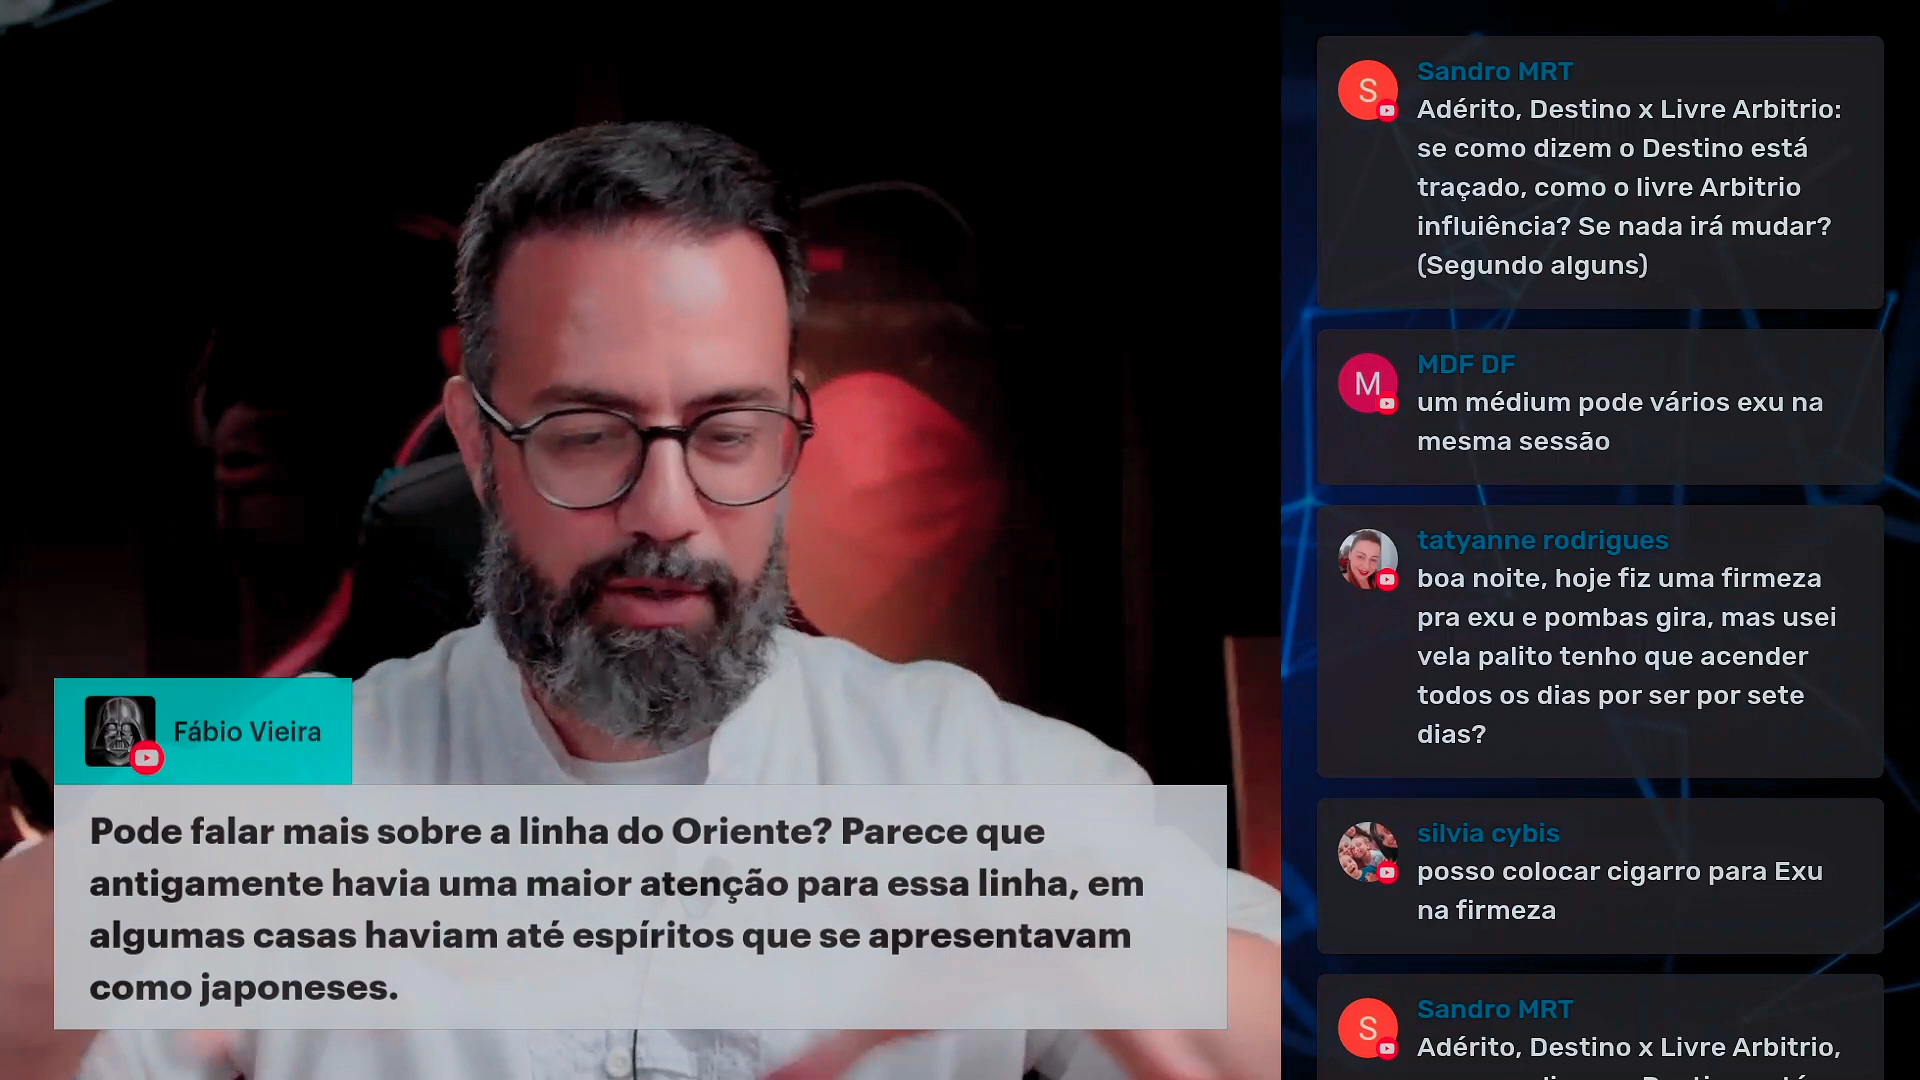 Fábio Vieira
Pode falar mais sobre a linha do Oriente? Parece que
antigamente havia uma maior atenção para essa linha, em
algumas casas haviam até espíritos que se apresentavam
como japoneses.
S
Sandro MRT
Adérito, Destino x Livre Arbitrio:
se como dizem o Destino está
traçado, como o livre Arbitrio
influiência? Se nada irá mudar?
(Segundo alguns)
M
MDF DF
um médium pode vários exu na
mesma sessão
tatyanne rodrigues
boa noite, hoje fiz uma firmeza
pra exu e pombas gira, mas usei
vela palito tenho que acender
todos os dias por ser por sete
dias?
silvia cybis
posso colocar cigarro para Exu
na firmeza
S
Sandro MRT
Adérito, Destino x Livre Arbitrio,